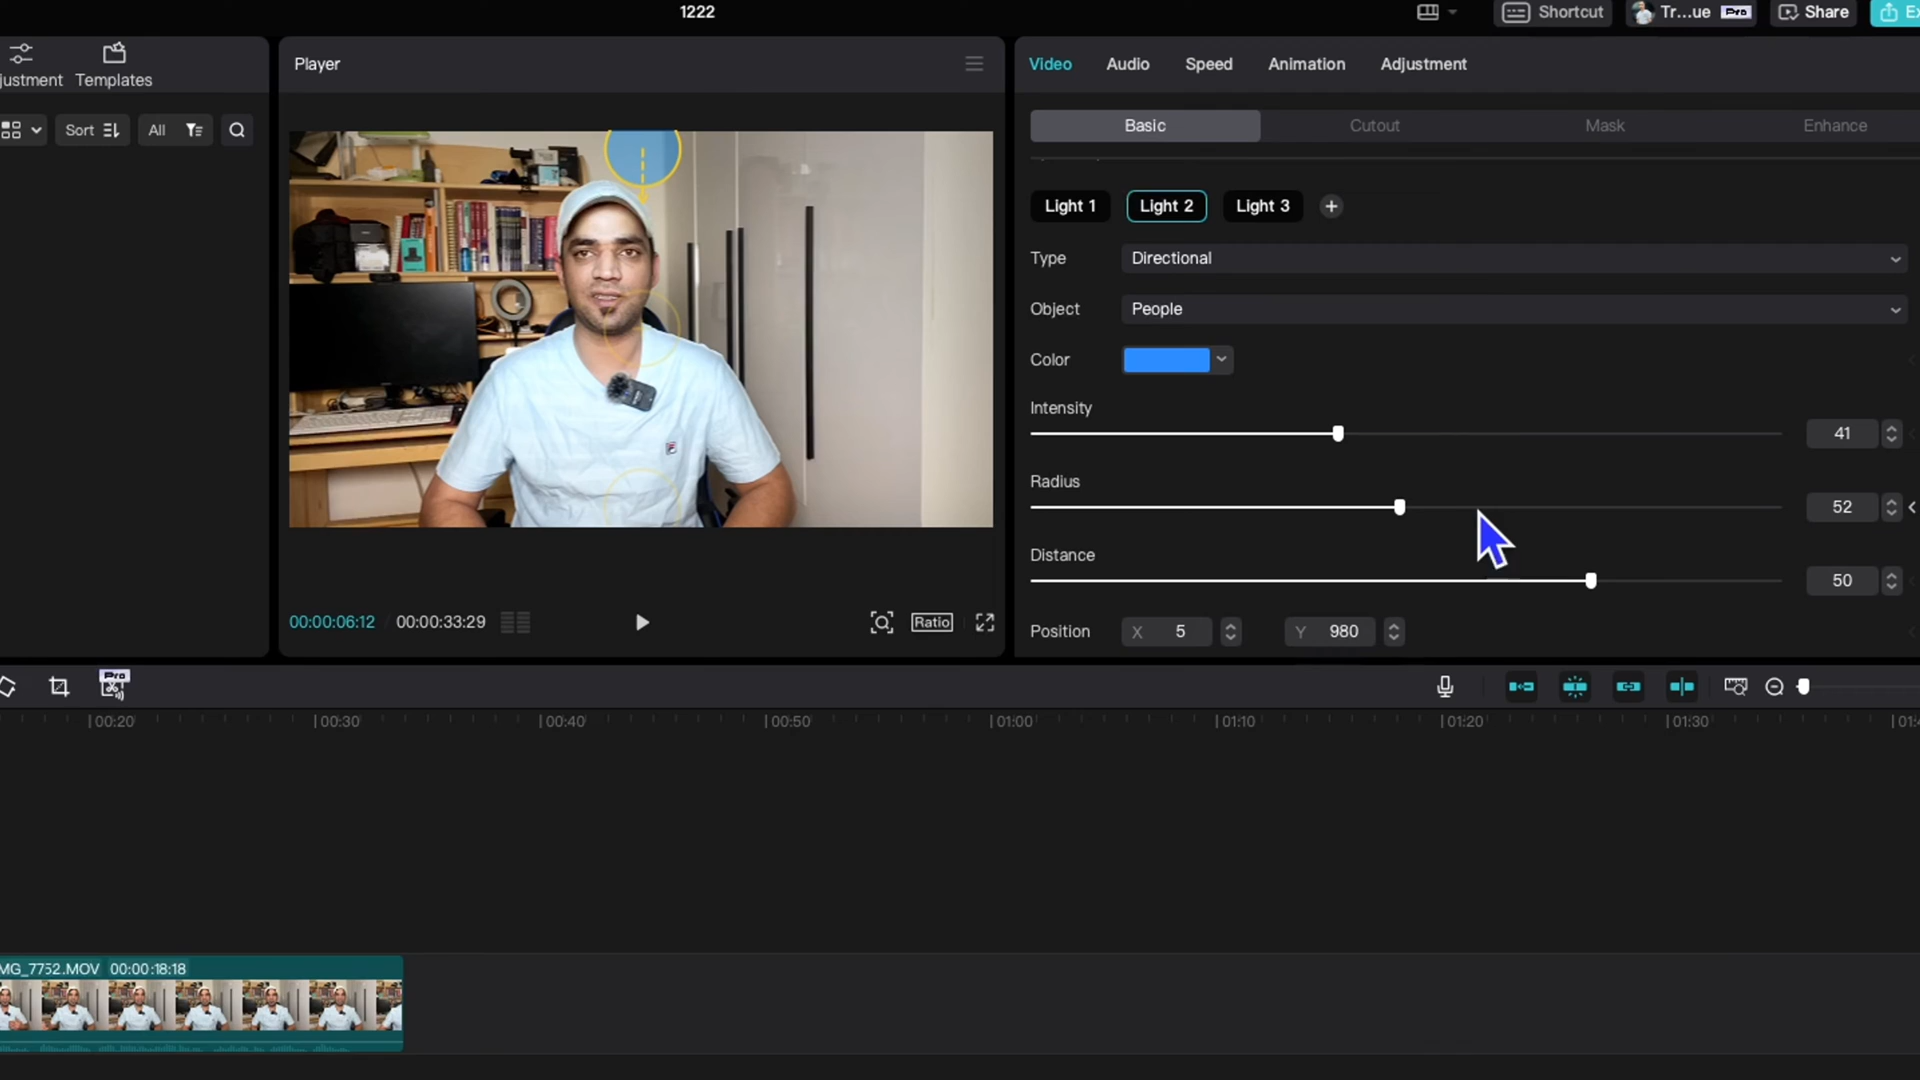 1222
Shortcut
Tr...ue Pro
Share
justment
Templates
Player
Video
Audio
Speed
Animation
Adjustment
Sort
All
Basic
Cutout
Mask
Enhance
Light 1
Light 2
Light 3
+
Type
Directional
Object
People
Color
Intensity
41
Radius
52
Distance
50
Position
X 5
Y 980
00:00:06:12
00:00:33:29
Ratio
Pro
00:20
00:30
00:40
00:50
01:00
01:10
01:20
01:30
MG_7752.MOV 00:00:18:18